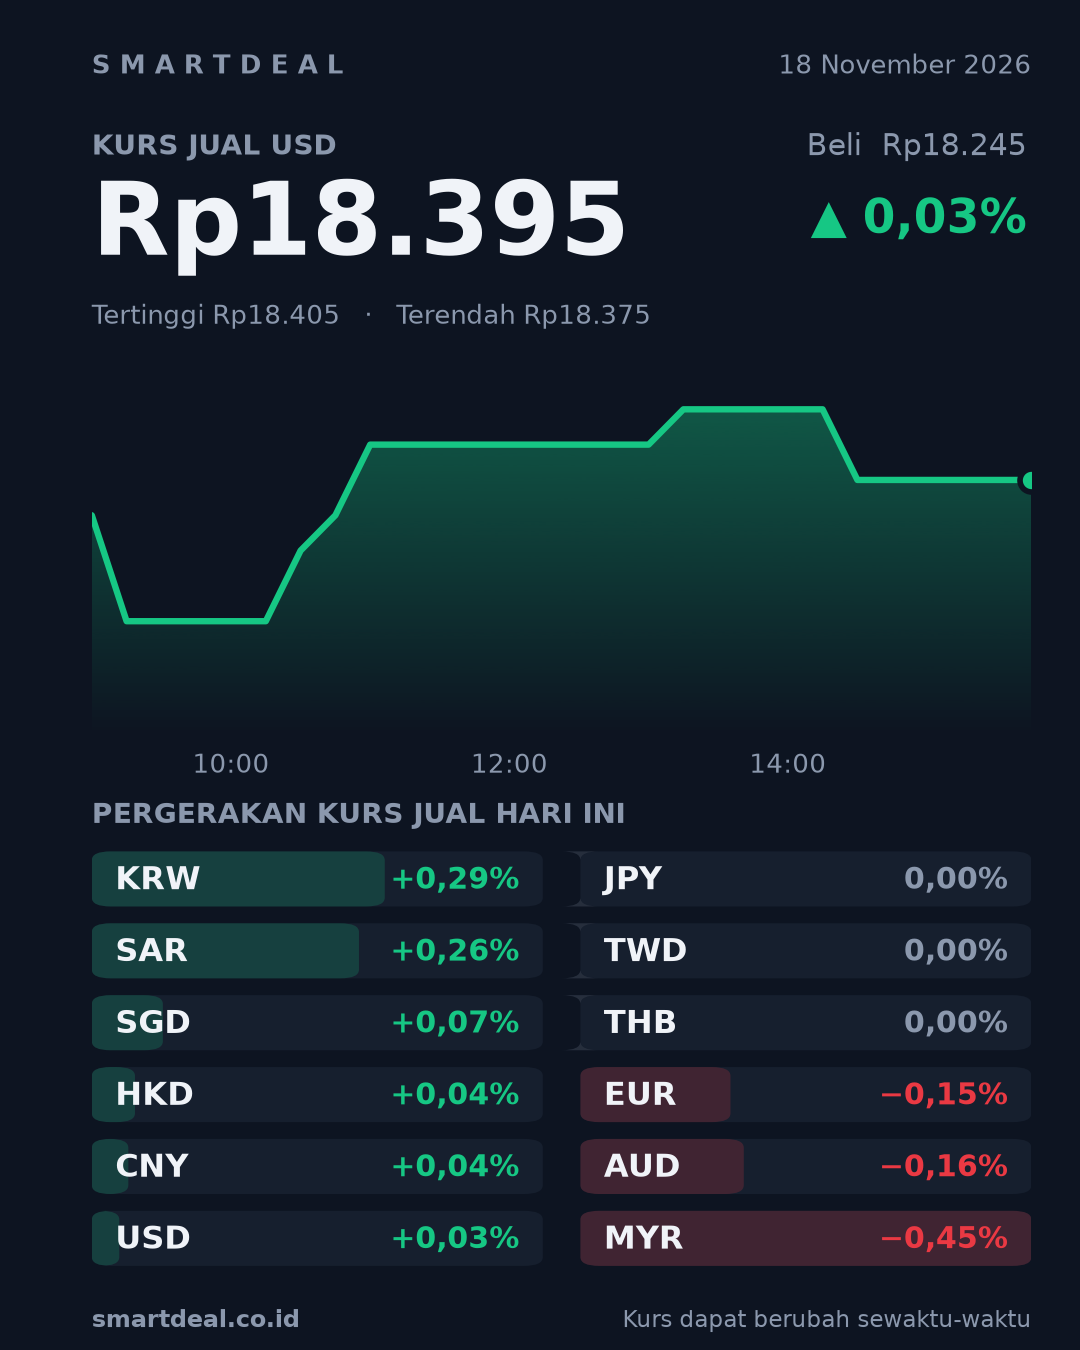 SMARTDEAL
18 November 2026
KURS JUAL USD
Beli Rp18.245
Rp18.395
▲ 0,03%
Tertinggi Rp18.405 · Terendah Rp18.375
10:00 12:00 14:00
PERGERAKAN KURS JUAL HARI INI
KRW +0,29%
JPY 0,00%
SAR +0,26%
TWD 0,00%
SGD +0,07%
THB 0,00%
HKD +0,04%
EUR −0,15%
CNY +0,04%
AUD −0,16%
USD +0,03%
MYR −0,45%
smartdeal.co.id
Kurs dapat berubah sewaktu-waktu